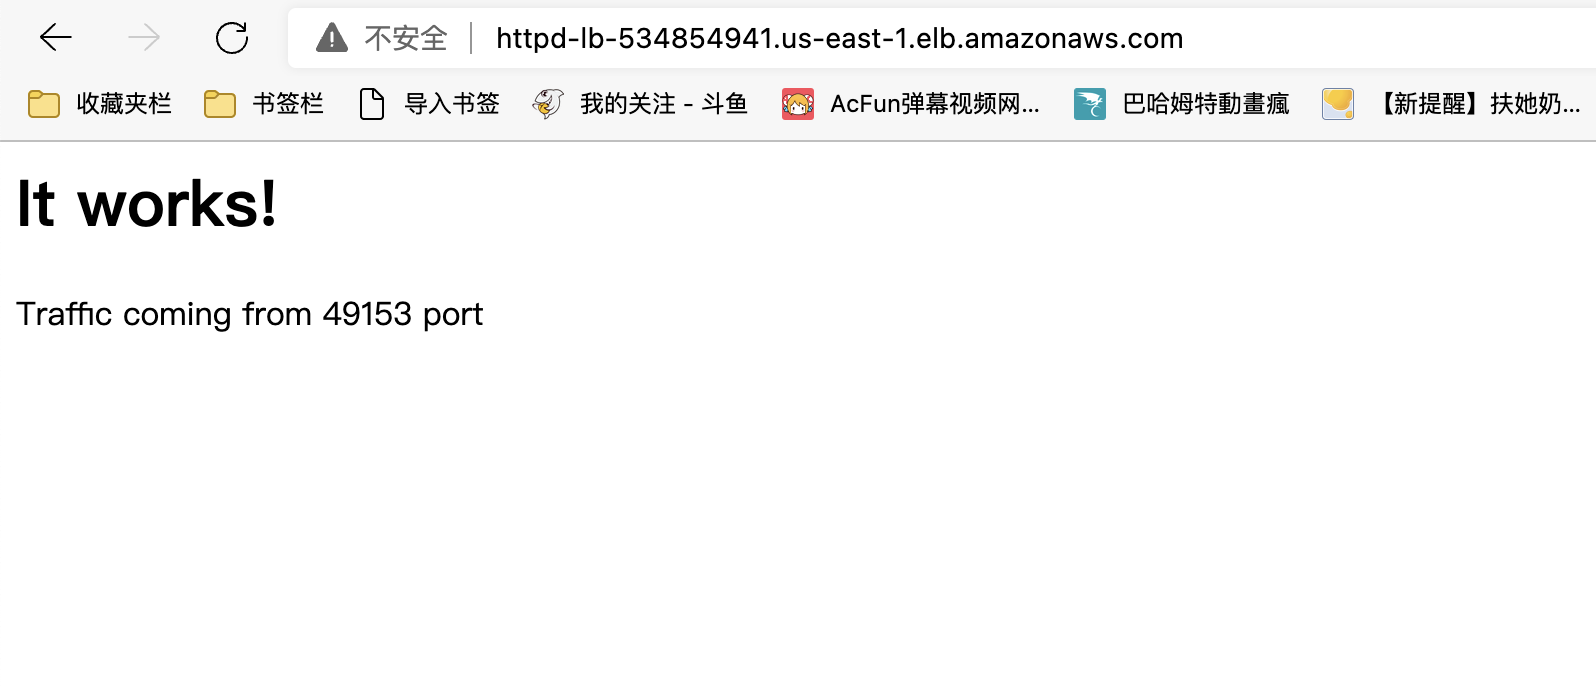 不安全 httpd-lb-534854941.us-east-1.elb.amazonaws.com
收藏夹栏 书签栏 导入书签 我的关注 - 斗鱼 AcFun弹幕视频网... 巴哈姆特動畫瘋 【新提醒】扶她奶...
It works!
Traffic coming from 49153 port